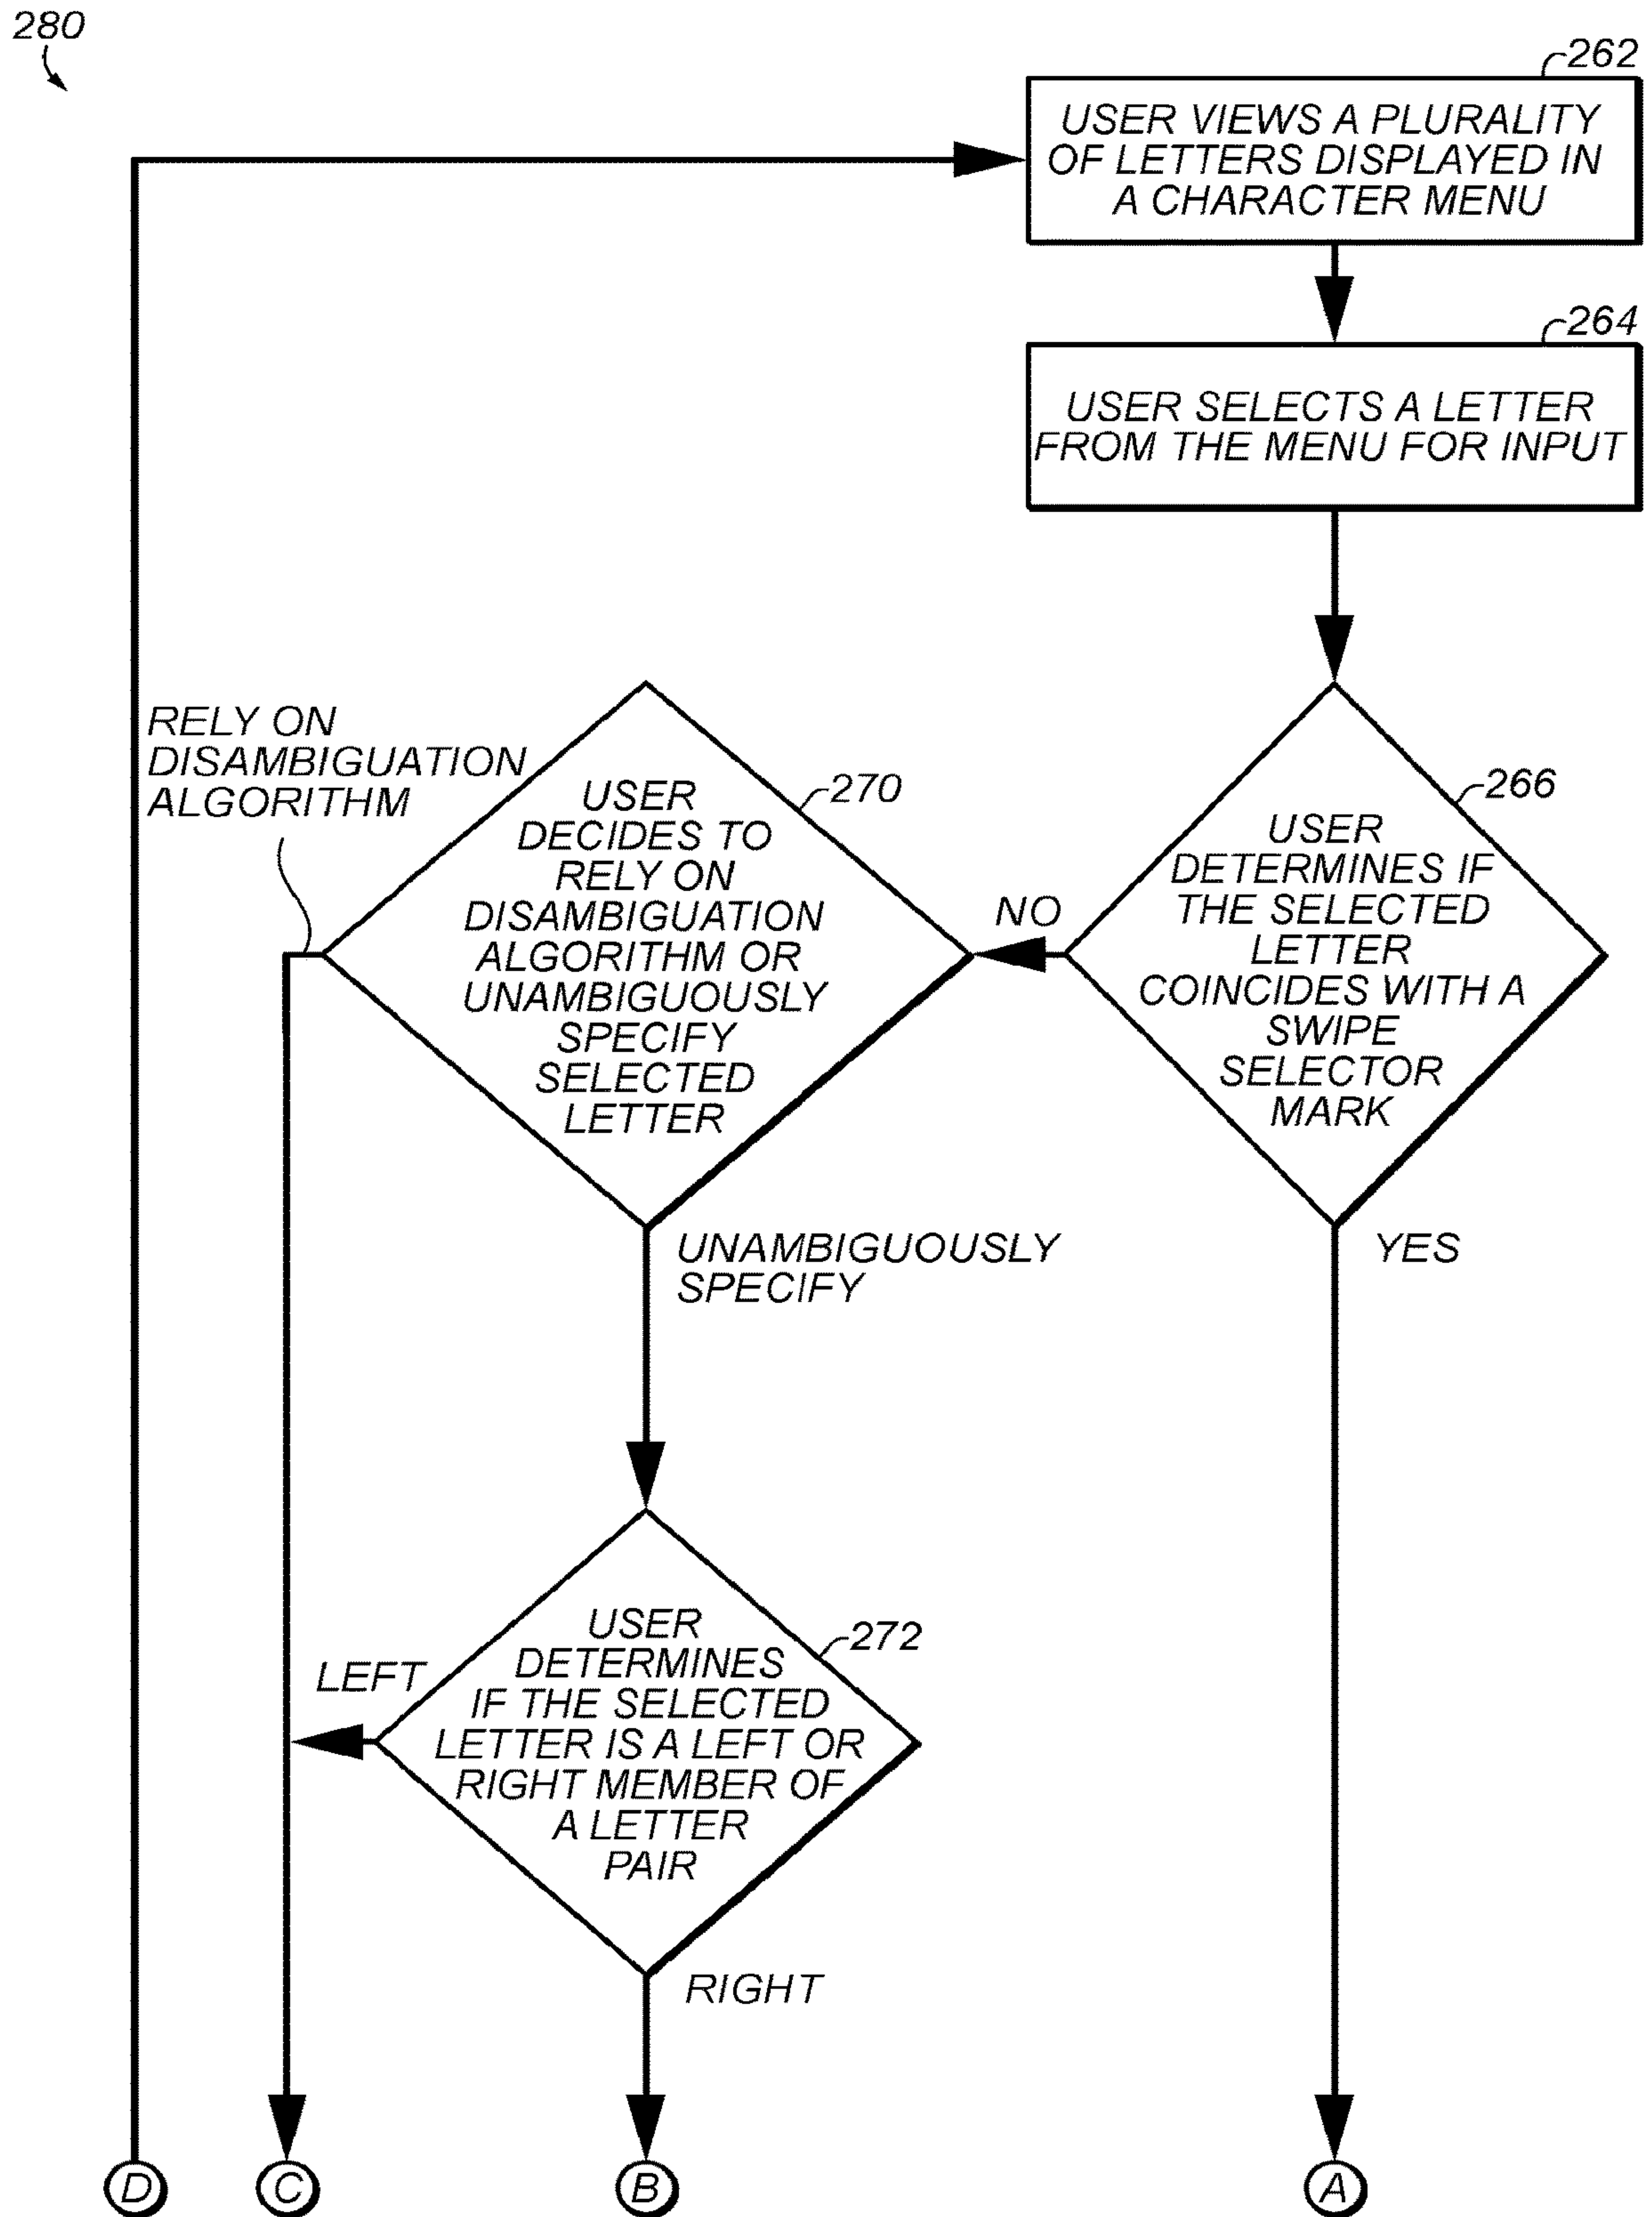 280
262
USER VIEWS A PLURALITY
OF LETTERS DISPLAYED IN
A CHARACTER MENU
264
USER SELECTS A LETTER
FROM THE MENU FOR INPUT
RELY ON
DISAMBIGUATION
ALGORITHM
270
USER
DECIDES TO
RELY ON
DISAMBIGUATION
ALGORITHM OR
UNAMBIGUOUSLY
SPECIFY
SELECTED
LETTER
NO
266
USER
DETERMINES IF
THE SELECTED
LETTER
COINCIDES WITH A
SWIPE
SELECTOR
MARK
UNAMBIGUOUSLY
SPECIFY
YES
LEFT
272
USER
DETERMINES
IF THE SELECTED
LETTER IS A LEFT OR
RIGHT MEMBER OF
A LETTER
PAIR
RIGHT
D
C
B
A